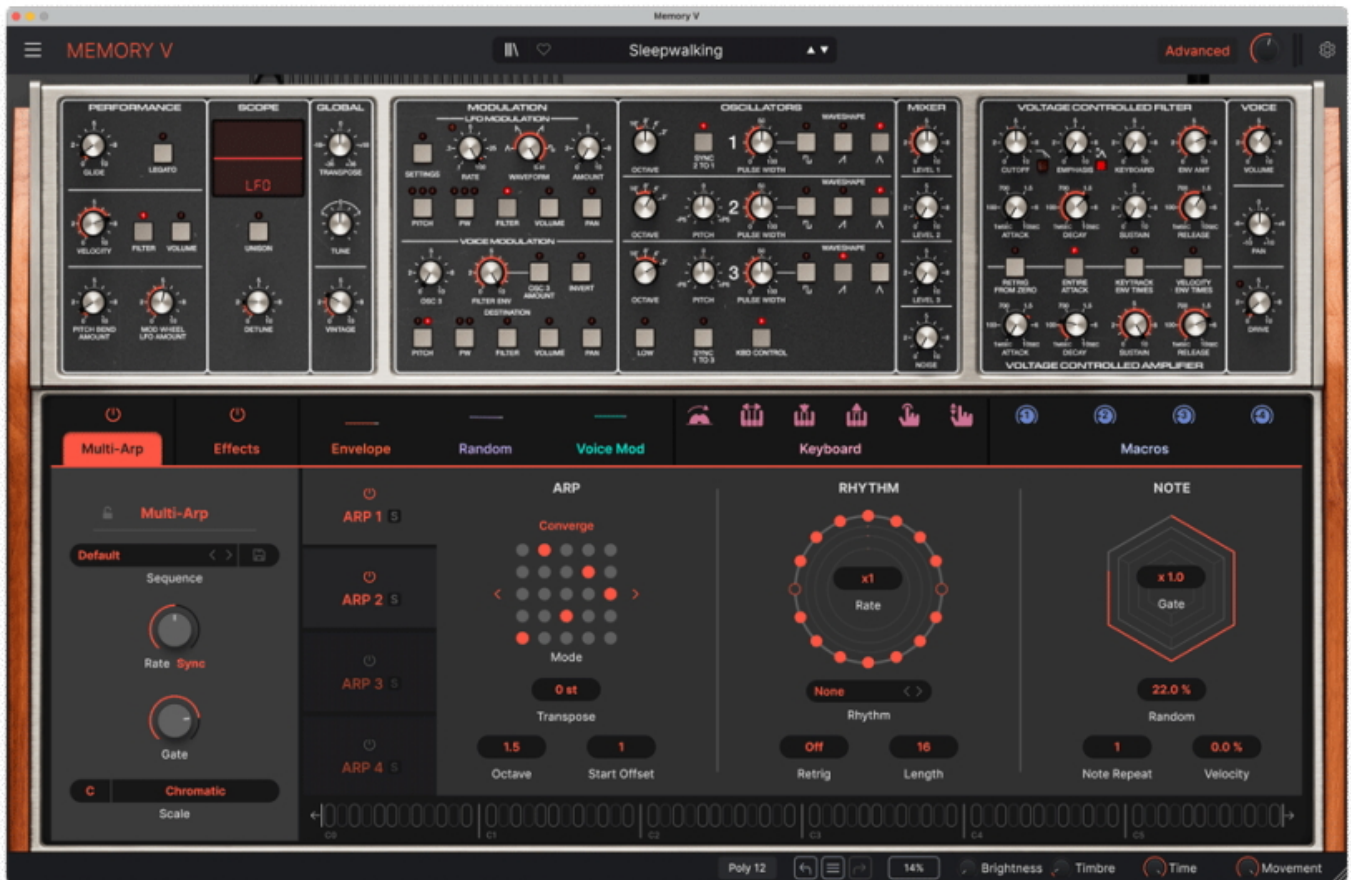 Memory V
MEMORY V
Sleepwalking
Advanced
PERFORMANCE
SCOPE
GLOBAL
MODULATION
OSCILLATORS
MIXER
VOLTAGE CONTROLLED FILTER
VOICE
LFO MODULATION
WAVESHAPE
GLIDE
LEGATO
LFO
TRANSPOSE
SETTINGS
RATE
WAVEFORM
AMOUNT
OCTAVE
SYNC 2 TO 1
1
PULSE WIDTH
LEVEL 1
CUTOFF
EMPHASIS
KEYBOARD
ENV AMT
VOLUME
VELOCITY
FILTER
VOLUME
UNISON
TUNE
PITCH
PW
FILTER
VOLUME
PAN
WAVESHAPE
OCTAVE
PITCH
2
PULSE WIDTH
LEVEL 2
ATTACK
DECAY
SUSTAIN
RELEASE
PAN
VOICE MODULATION
WAVESHAPE
OSC 3
FILTER ENV
OSC 3 AMOUNT
INVERT
OCTAVE
PITCH
3
PULSE WIDTH
LEVEL 3
RETRIG FROM ZERO
ENTIRE ATTACK
KEYTRACK ENV TIMES
VELOCITY ENV TIMES
PITCH BEND AMOUNT
MOD WHEEL LFO AMOUNT
DETUNE
VINTAGE
DESTINATION
PITCH
PW
FILTER
VOLUME
PAN
LOW
SYNC 1 TO 3
KBD CONTROL
NOISE
ATTACK
DECAY
SUSTAIN
RELEASE
DRIVE
VOLTAGE CONTROLLED AMPLIFIER
Multi-Arp
Effects
Envelope
Random
Voice Mod
Keyboard
1
2
3
4
Macros
Multi-Arp
Default
Sequence
Rate Sync
Gate
C
Chromatic
Scale
ARP 1 S
ARP 2 S
ARP 3 S
ARP 4 S
ARP
Converge
Mode
0 st
Transpose
1.5
1
Octave
Start Offset
RHYTHM
x1
Rate
None
Rhythm
Off
16
Retrig
Length
NOTE
x 1.0
Gate
22.0 %
Random
1
0.0 %
Note Repeat
Velocity
C0
C1
C2
C3
C4
C5
Poly 12
14%
Brightness
Timbre
Time
Movement